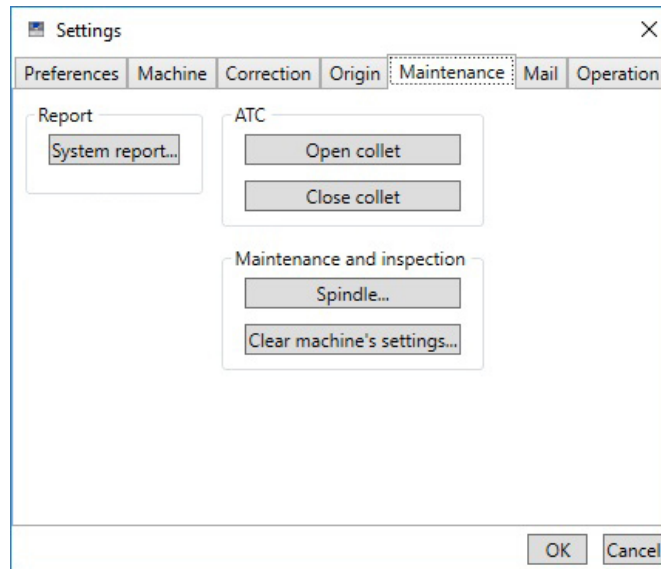 Settings
Preferences Machine Correction Origin Maintenance Mail Operation
Report
System report...
ATC
Open collet
Close collet
Maintenance and inspection
Spindle...
Clear machine's settings...
OK Cancel